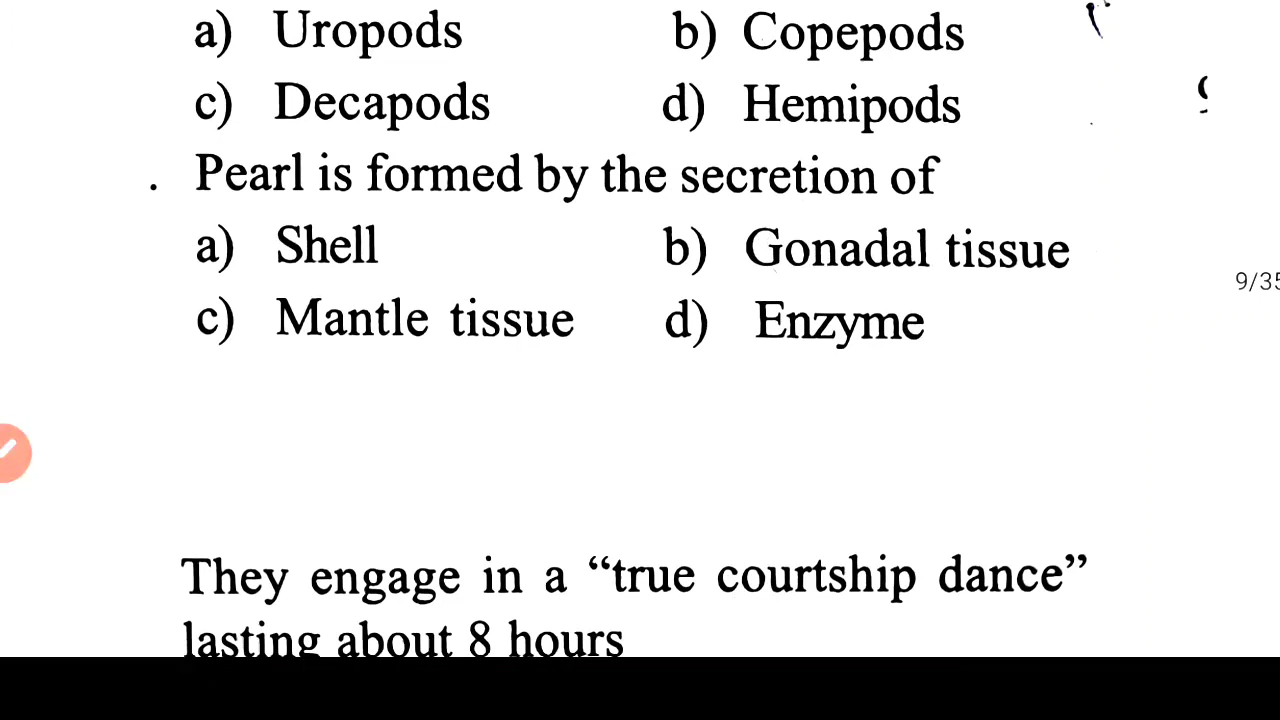 a) Uropods b) Copepods
c) Decapods d) Hemipods
. Pearl is formed by the secretion of
a) Shell b) Gonadal tissue
c) Mantle tissue d) Enzyme
9/35
They engage in a “true courtship dance”
lasting about 8 hours